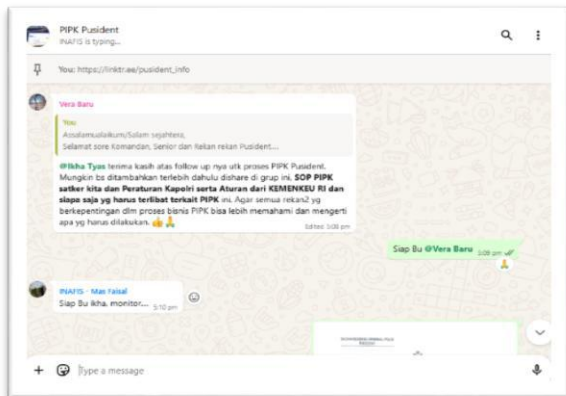 PIPK Pusident
INAFIS is typing...
You: https://linktr.ee/pusident_info
Vera Baru
You
Assalamualaikum/Salam sejahtera,
Selamat sore Komandan, Senior dan Rekan rekan Pusident....
@Ikha Tyas terima kasih atas follow up nya utk proses PIPK Pusident.
Mungkin bs ditambahkan terlebih dahulu dishare di grup ini, SOP PIPK
satker kita dan Peraturan Kapolri serta Aturan dari KEMENKEU RI dan
siapa saja yg harus terlibat terkait PIPK ini. Agar semua rekan2 yg
berkepentingan dlm proses bisnis PIPK bisa lebih memahami dan mengerti
apa yg harus dilakukan. 👍🙏
Edited 5:08 pm
Siap Bu @Vera Baru 5:09 pm
🙏
INAFIS - Mas Faisal
Siap Bu ikha, monitor.... 5:10 pm
Type a message